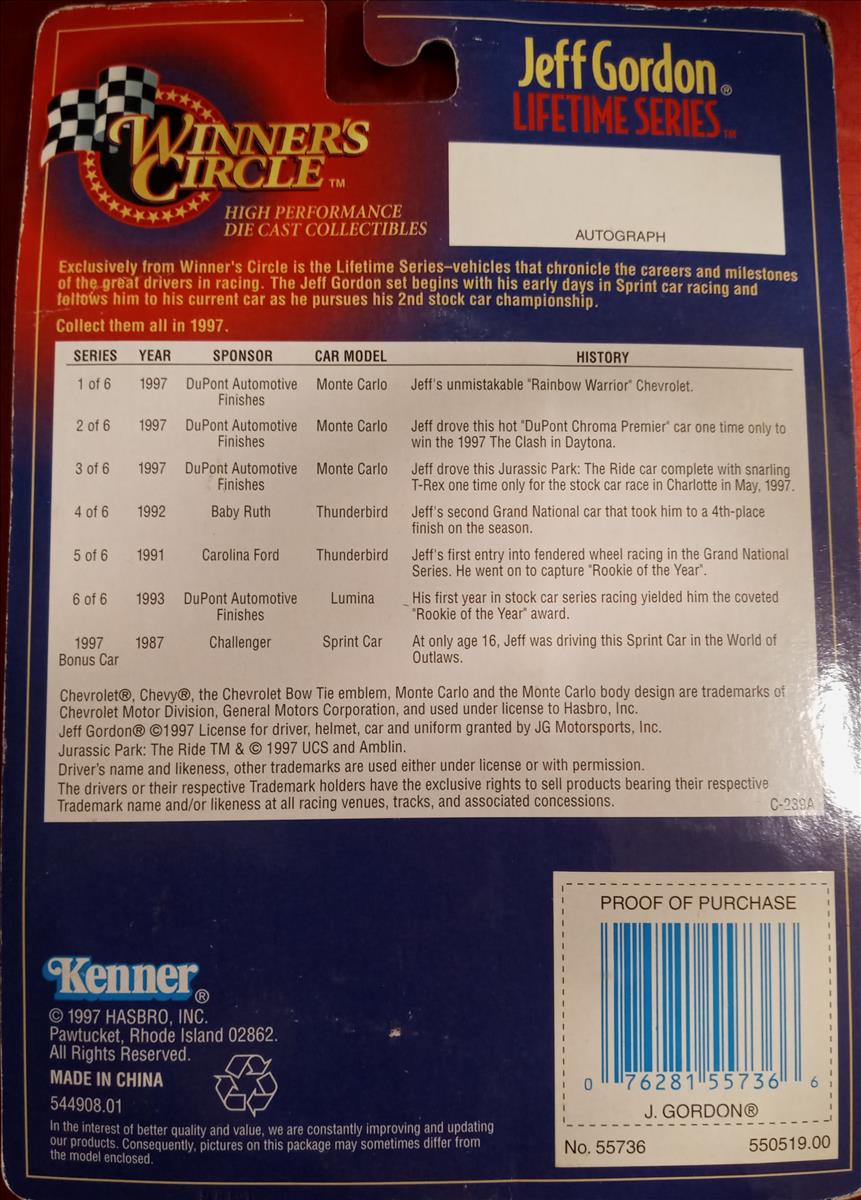 Jeff Gordon®
LIFETIME SERIES™
WINNER'S
CIRCLE™
HIGH PERFORMANCE
DIE CAST COLLECTIBLES
AUTOGRAPH
Exclusively from Winner's Circle is the Lifetime Series–vehicles that chronicle the careers and milestones
of the great drivers in racing. The Jeff Gordon set begins with his early days in Sprint car racing and
follows him to his current car as he pursues his 2nd stock car championship.
Collect them all in 1997.
SERIES YEAR SPONSOR CAR MODEL HISTORY
1 of 6 1997 DuPont Automotive Monte Carlo Jeff's unmistakable "Rainbow Warrior" Chevrolet.
Finishes
2 of 6 1997 DuPont Automotive Monte Carlo Jeff drove this hot "DuPont Chroma Premier" car one time only to
Finishes win the 1997 The Clash in Daytona.
3 of 6 1997 DuPont Automotive Monte Carlo Jeff drove this Jurassic Park: The Ride car complete with snarling
Finishes T-Rex one time only for the stock car race in Charlotte in May, 1997.
4 of 6 1992 Baby Ruth Thunderbird Jeff's second Grand National car that took him to a 4th-place
finish on the season.
5 of 6 1991 Carolina Ford Thunderbird Jeff's first entry into fendered wheel racing in the Grand National
Series. He went on to capture "Rookie of the Year".
6 of 6 1993 DuPont Automotive Lumina His first year in stock car series racing yielded him the coveted
Finishes "Rookie of the Year" award.
1997 1987 Challenger Sprint Car At only age 16, Jeff was driving this Sprint Car in the World of
Bonus Car Outlaws.
Chevrolet®, Chevy®, the Chevrolet Bow Tie emblem, Monte Carlo and the Monte Carlo body design are trademarks of
Chevrolet Motor Division, General Motors Corporation, and used under license to Hasbro, Inc.
Jeff Gordon® ©1997 License for driver, helmet, car and uniform granted by JG Motorsports, Inc.
Jurassic Park: The Ride TM & © 1997 UCS and Amblin.
Driver's name and likeness, other trademarks are used either under license or with permission.
The drivers or their respective Trademark holders have the exclusive rights to sell products bearing their respective
Trademark name and/or likeness at all racing venues, tracks, and associated concessions.
C-239A
Kenner®
© 1997 HASBRO, INC.
Pawtucket, Rhode Island 02862.
All Rights Reserved.
MADE IN CHINA
544908.01
In the interest of better quality and value, we are constantly improving and updating
our products. Consequently, pictures on this package may sometimes differ from
the model enclosed.
PROOF OF PURCHASE
0 76281 55736 6
J. GORDON®
No. 55736 550519.00